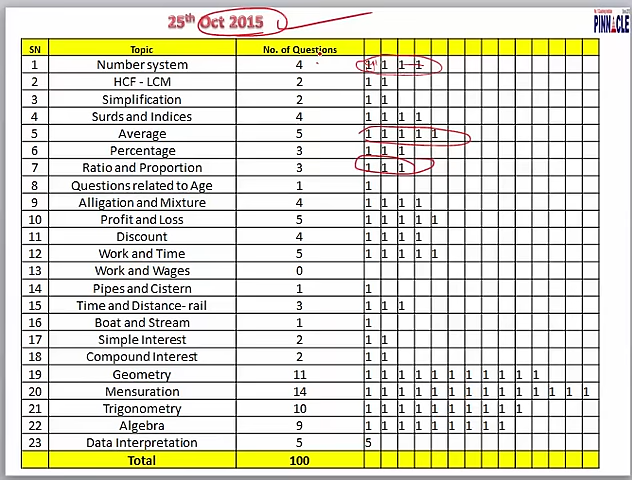 25th Oct 2015
PINNACLE
SN Topic No. of Questions
1 Number system 4 1 1 1 1
2 HCF - LCM 2 1 1
3 Simplification 2 1 1
4 Surds and Indices 4 1 1 1 1
5 Average 5 1 1 1 1 1
6 Percentage 3 1 1 1
7 Ratio and Proportion 3 1 1 1
8 Questions related to Age 1 1
9 Alligation and Mixture 4 1 1 1 1
10 Profit and Loss 5 1 1 1 1 1
11 Discount 4 1 1 1 1
12 Work and Time 5 1 1 1 1 1
13 Work and Wages 0
14 Pipes and Cistern 1 1
15 Time and Distance- rail 3 1 1 1
16 Boat and Stream 1 1
17 Simple Interest 2 1 1
18 Compound Interest 2 1 1
19 Geometry 11 1 1 1 1 1 1 1 1 1 1 1
20 Mensuration 14 1 1 1 1 1 1 1 1 1 1 1 1 1 1
21 Trigonometry 10 1 1 1 1 1 1 1 1 1 1
22 Algebra 9 1 1 1 1 1 1 1 1 1
23 Data Interpretation 5 5
Total 100